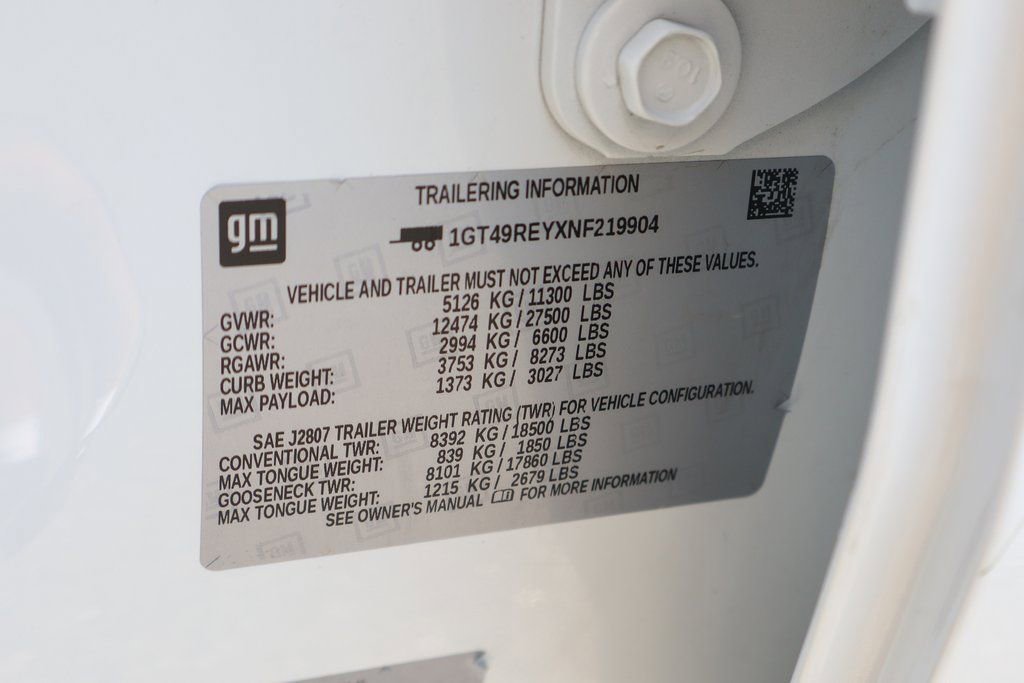 TRAILERING INFORMATION
gm
1GT49REYXNF219904
VEHICLE AND TRAILER MUST NOT EXCEED ANY OF THESE VALUES.
GVWR: 5126 KG / 11300 LBS
GCWR: 12474 KG / 27500 LBS
RGAWR: 2994 KG / 6600 LBS
CURB WEIGHT: 3753 KG / 8273 LBS
MAX PAYLOAD: 1373 KG / 3027 LBS
SAE J2807 TRAILER WEIGHT RATING (TWR) FOR VEHICLE CONFIGURATION.
CONVENTIONAL TWR: 8392 KG / 18500 LBS
MAX TONGUE WEIGHT: 839 KG / 1850 LBS
GOOSENECK TWR: 8101 KG / 17860 LBS
MAX TONGUE WEIGHT: 1215 KG / 2679 LBS
SEE OWNER'S MANUAL FOR MORE INFORMATION